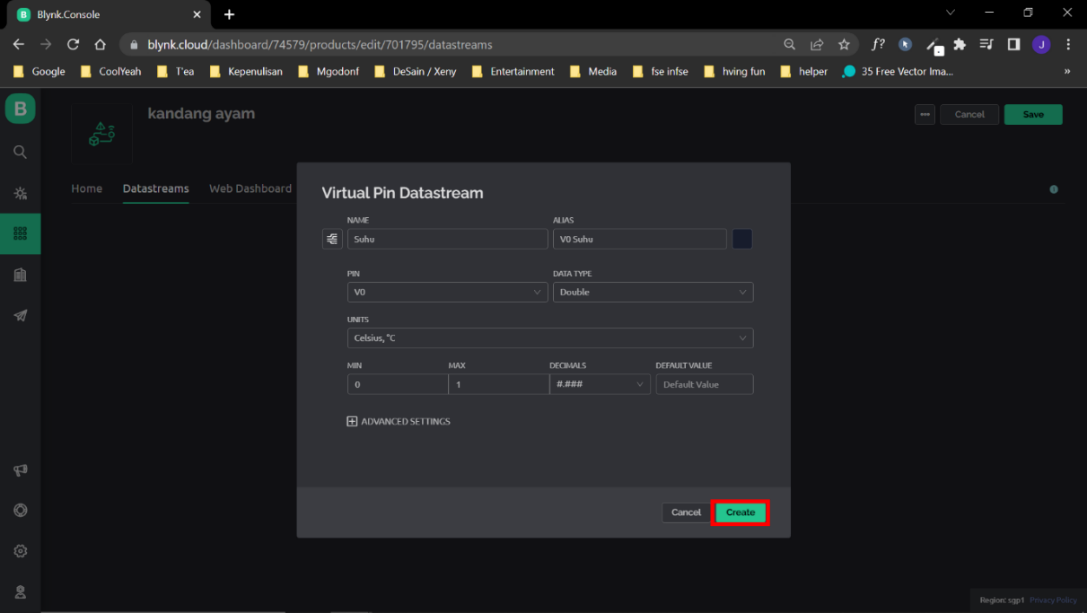 B Blynk.Console
blynk.cloud/dashboard/74579/products/edit/701795/datastreams
f?
J
Google CoolYeah T'ea Kepenulisan Mgodonf DeSain / Xeny Entertainment Media fse infse hving fun helper 35 Free Vector Ima... »
B
kandang ayam
Cancel Save
Home Datastreams Web Dashboard
Virtual Pin Datastream
NAME ALIAS
Suhu V0 Suhu
PIN DATA TYPE
V0 Double
UNITS
Celsius, °C
MIN MAX DECIMALS DEFAULT VALUE
0 1 #.### Default Value
ADVANCED SETTINGS
Cancel Create
Region: sgp1 Privacy Policy